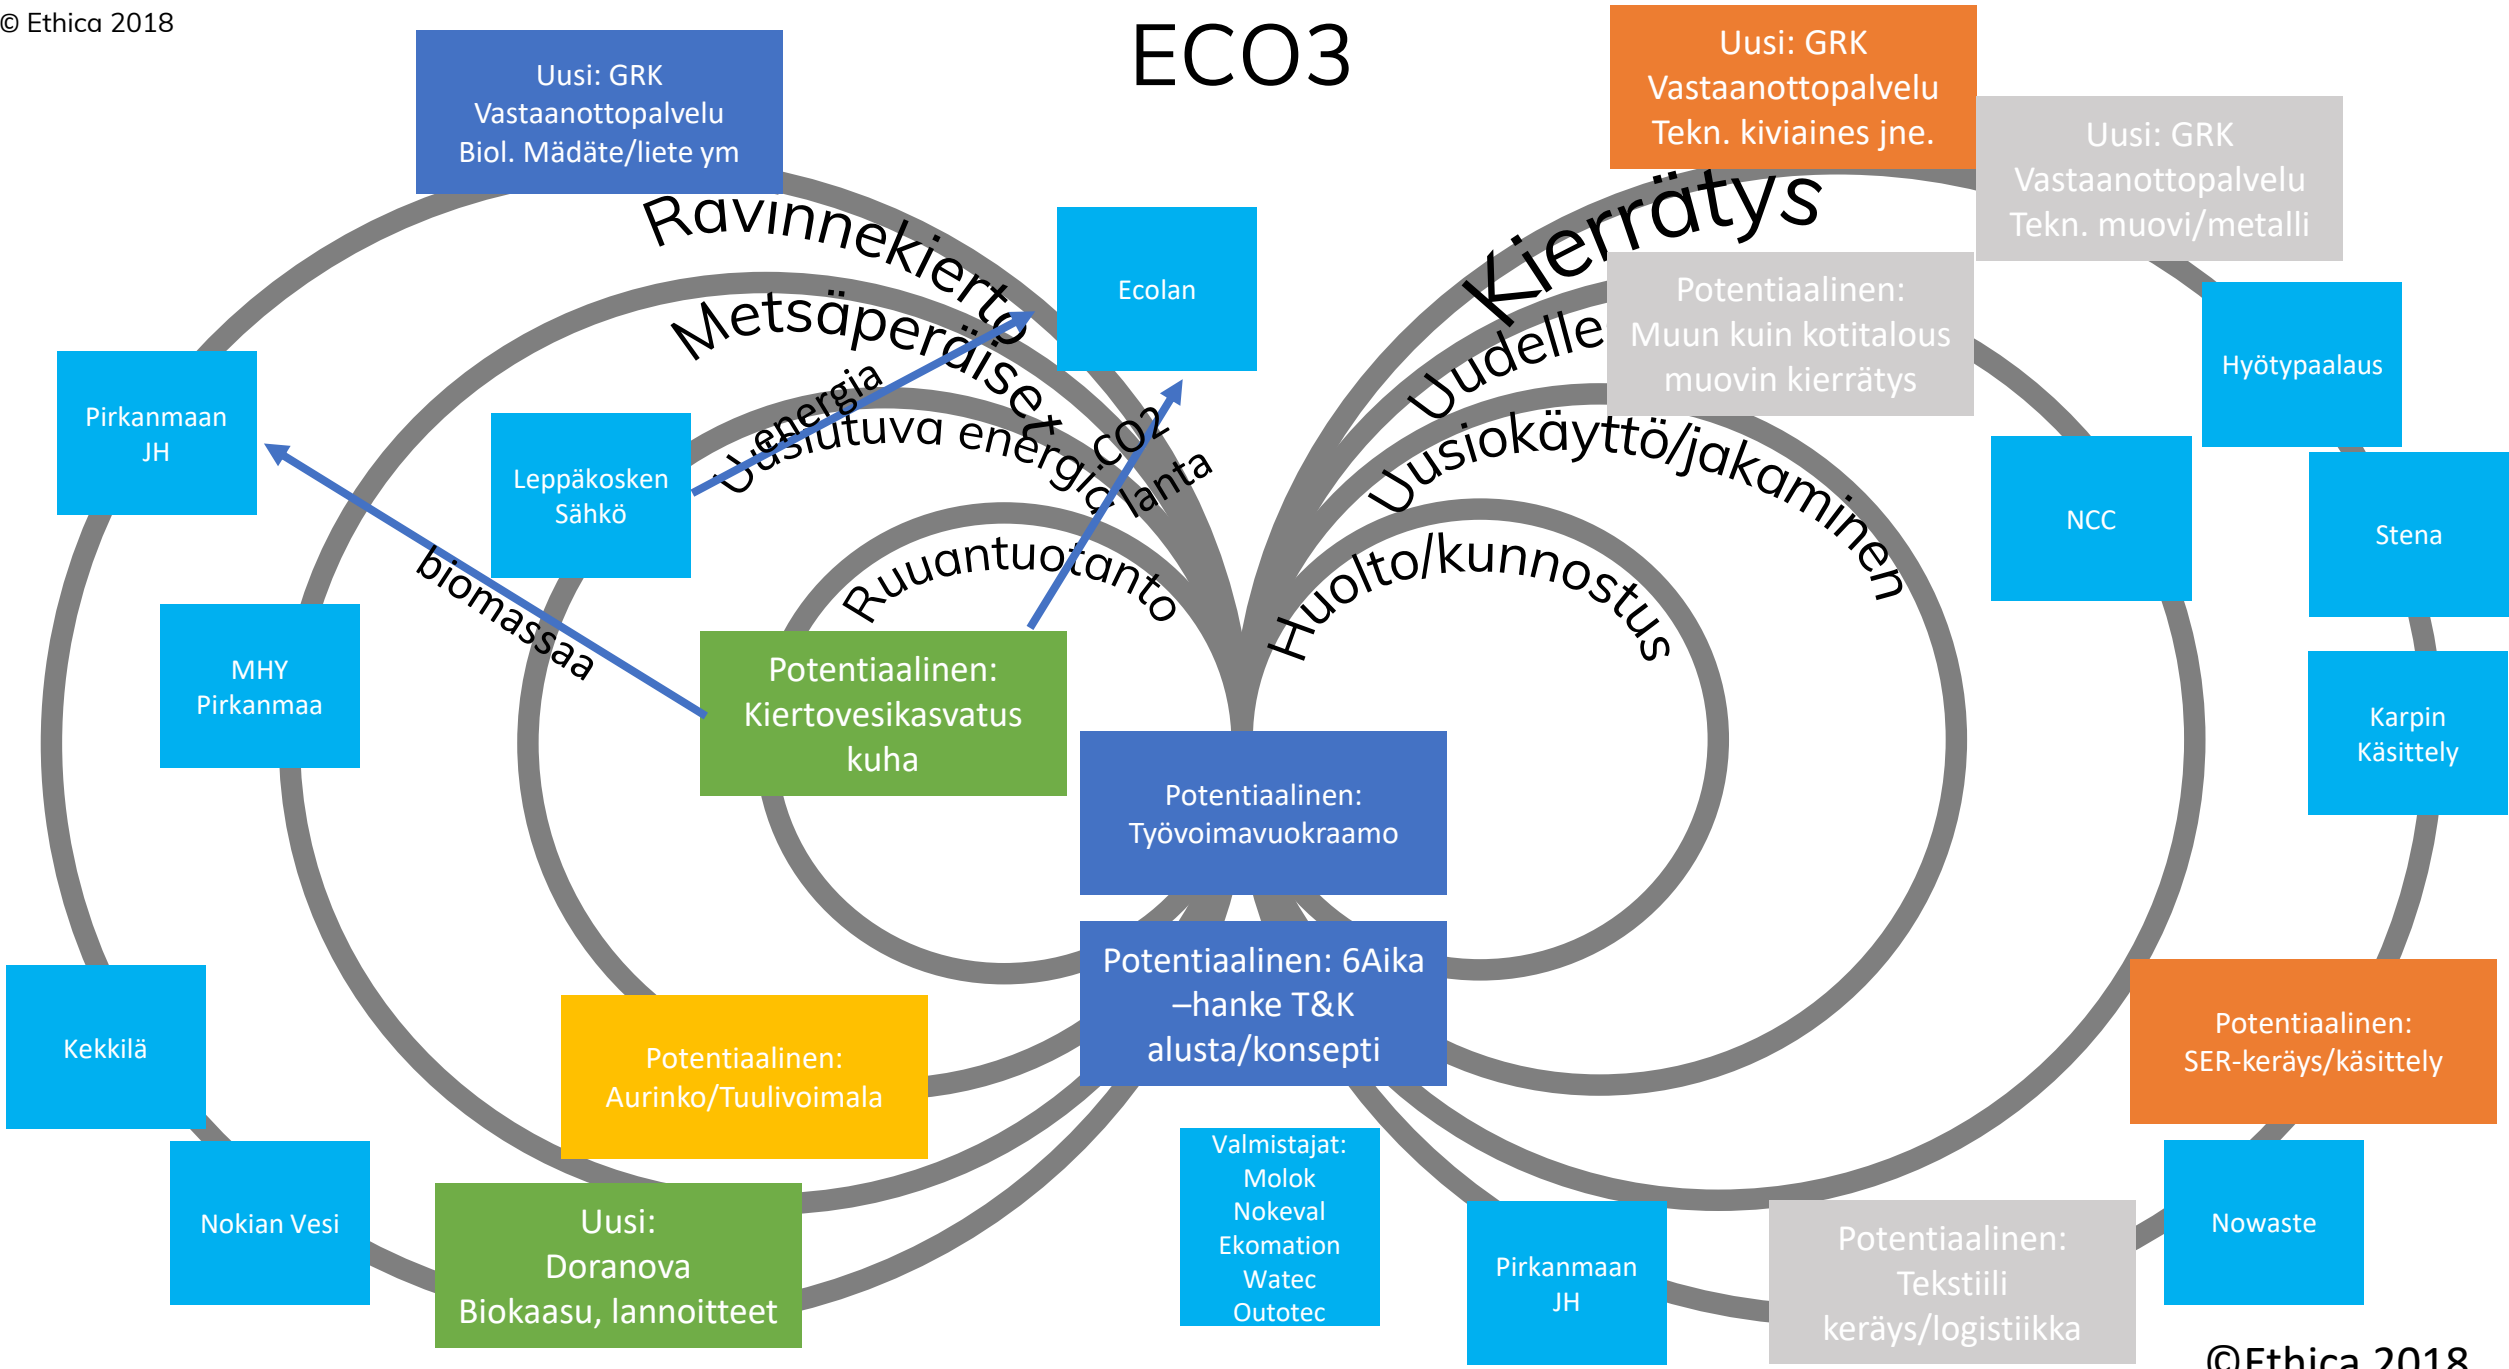 © Ethica 2018
ECO3
Uusi: GRK
Vastaanottopalvelu
Biol. Mädäte/liete ym
Uusi: GRK
Vastaanottopalvelu
Tekn. kiviaines jne.
Uusi: GRK
Vastaanottopalvelu
Tekn. muovi/metalli
Ravinnekierto
Metsäperäiset
Uusiutuva energia
Ruuantuotanto
Kierrätys
Uudelle
Uusiokäyttö/jakaminen
Huolto/kunnostus
Potentiaalinen:
Muun kuin kotitalous
muovin kierrätys
Ecolan
energia
CO2
lanta
biomassaa
Pirkanmaan
JH
Leppäkosken
Sähkö
MHY
Pirkanmaa
Hyötypaalaus
NCC
Stena
Karpin
Käsittely
Potentiaalinen:
Kiertovesikasvatus
kuha
Potentiaalinen:
Työvoimavuokraamo
Potentiaalinen: 6Aika
–hanke T&K
alusta/konsepti
Kekkilä
Potentiaalinen:
Aurinko/Tuulivoimala
Potentiaalinen:
SER-keräys/käsittely
Nokian Vesi
Uusi:
Doranova
Biokaasu, lannoitteet
Valmistajat:
Molok
Nokeval
Ekomation
Watec
Outotec
Pirkanmaan
JH
Potentiaalinen:
Tekstiili
keräys/logistiikka
Nowaste
©Ethica 2018